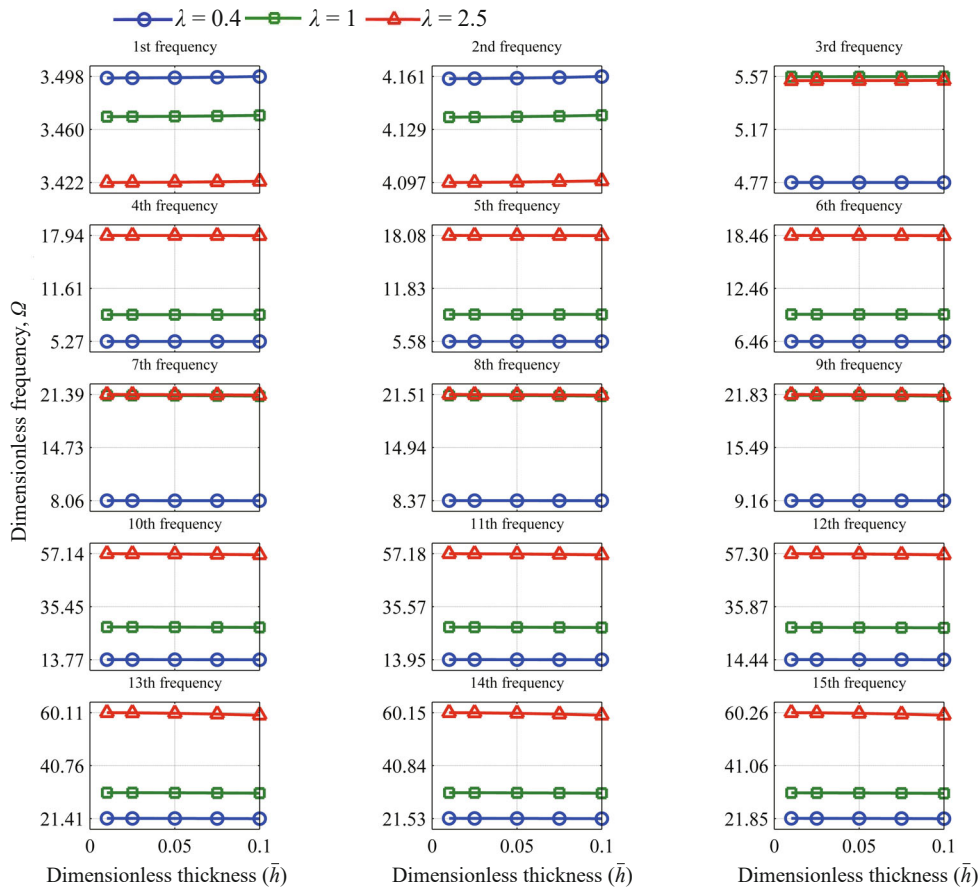 λ = 0.4 λ = 1 λ = 2.5
1st frequency 2nd frequency 3rd frequency
3.498 4.161 5.57
3.460 4.129 5.17
3.422 4.097 4.77
4th frequency 5th frequency 6th frequency
17.94 18.08 18.46
11.61 11.83 12.46
5.27 5.58 6.46
7th frequency 8th frequency 9th frequency
21.39 21.51 21.83
14.73 14.94 15.49
8.06 8.37 9.16
10th frequency 11th frequency 12th frequency
57.14 57.18 57.30
35.45 35.57 35.87
13.77 13.95 14.44
13th frequency 14th frequency 15th frequency
60.11 60.15 60.26
40.76 40.84 41.06
21.41 21.53 21.85
0 0.05 0.1 0 0.05 0.1 0 0.05 0.1
Dimensionless thickness (h̄) Dimensionless thickness (h̄) Dimensionless thickness (h̄)
Dimensionless frequency, Ω